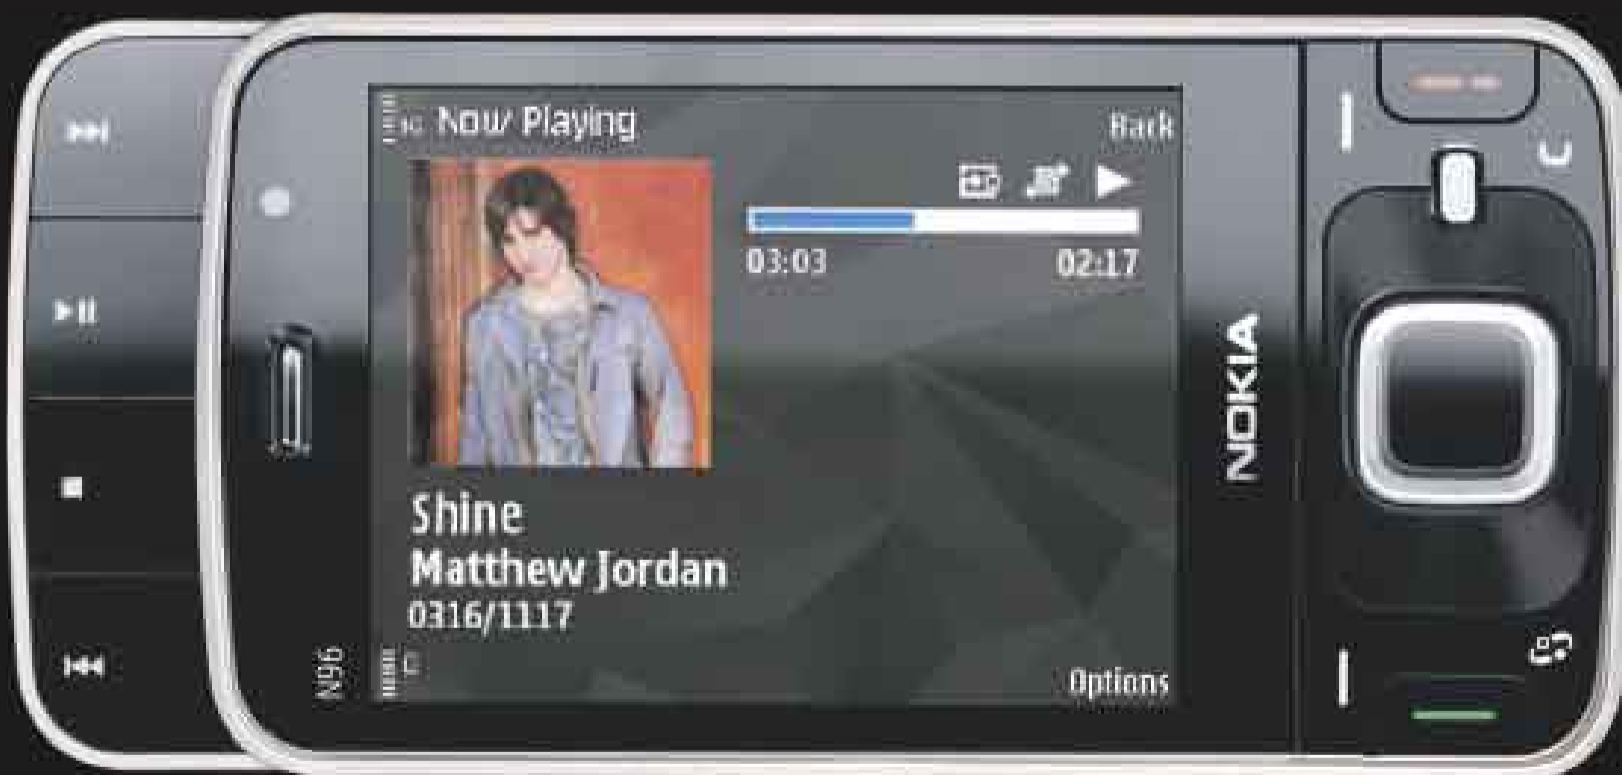 Now Playing
Back
03:03
02:17
Shine
Matthew Jordan
0316/1117
Options
NOKIA
N96